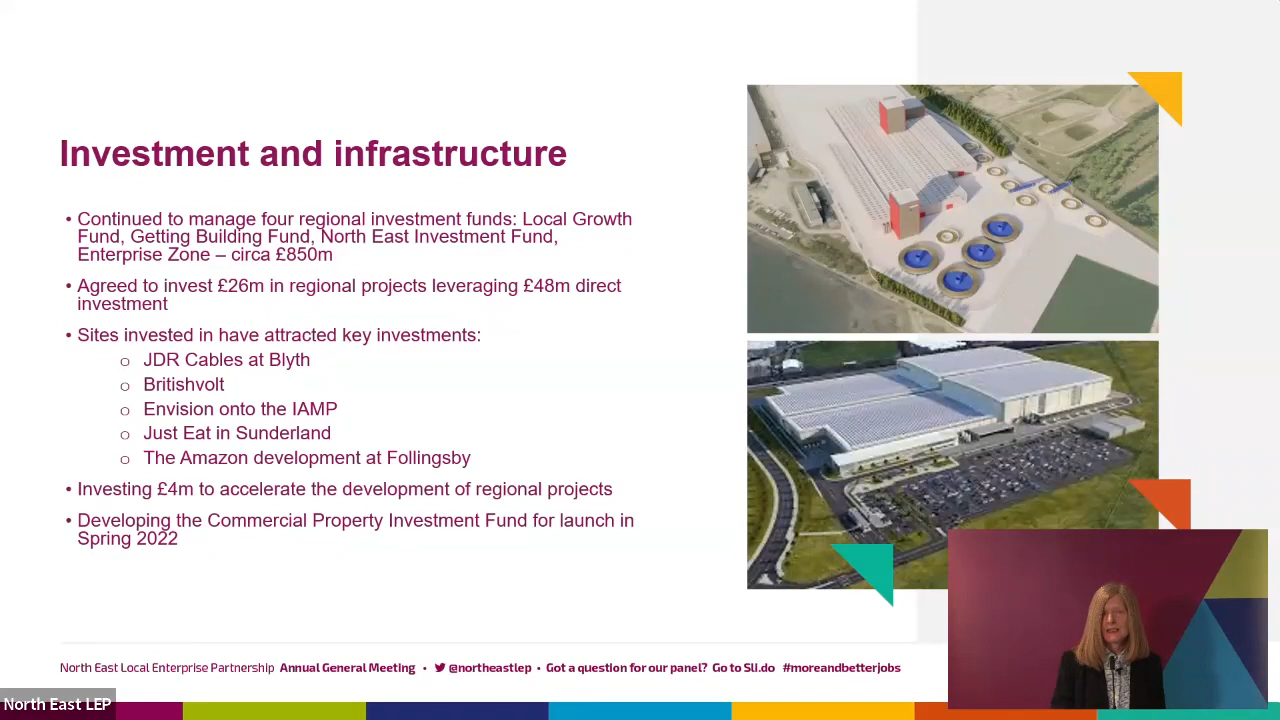 Investment and infrastructure
• Continued to manage four regional investment funds: Local Growth
Fund, Getting Building Fund, North East Investment Fund,
Enterprise Zone – circa £850m
• Agreed to invest £26m in regional projects leveraging £48m direct
investment
• Sites invested in have attracted key investments:
o JDR Cables at Blyth
o Britishvolt
o Envision onto the IAMP
o Just Eat in Sunderland
o The Amazon development at Follingsby
• Investing £4m to accelerate the development of regional projects
• Developing the Commercial Property Investment Fund for launch in
Spring 2022
North East Local Enterprise Partnership Annual General Meeting • @northeastlep • Got a question for our panel? Go to Sli.do #moreandbetterjobs
North East LEP